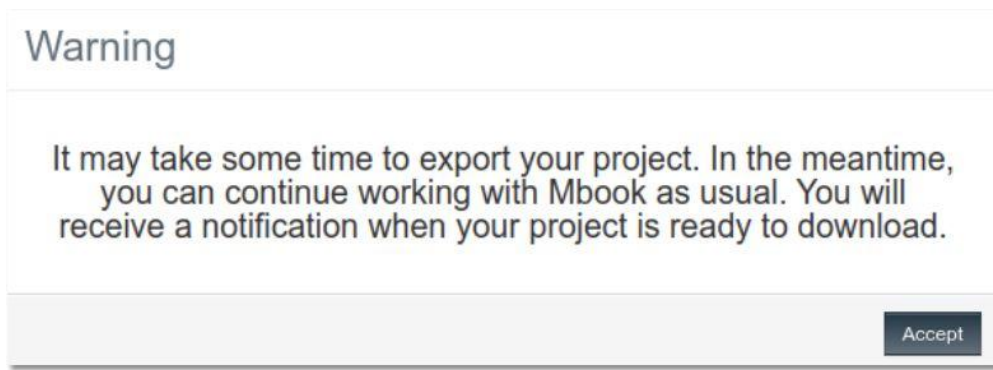 Warning
It may take some time to export your project. In the meantime,
you can continue working with Mbook as usual. You will
receive a notification when your project is ready to download.
Accept